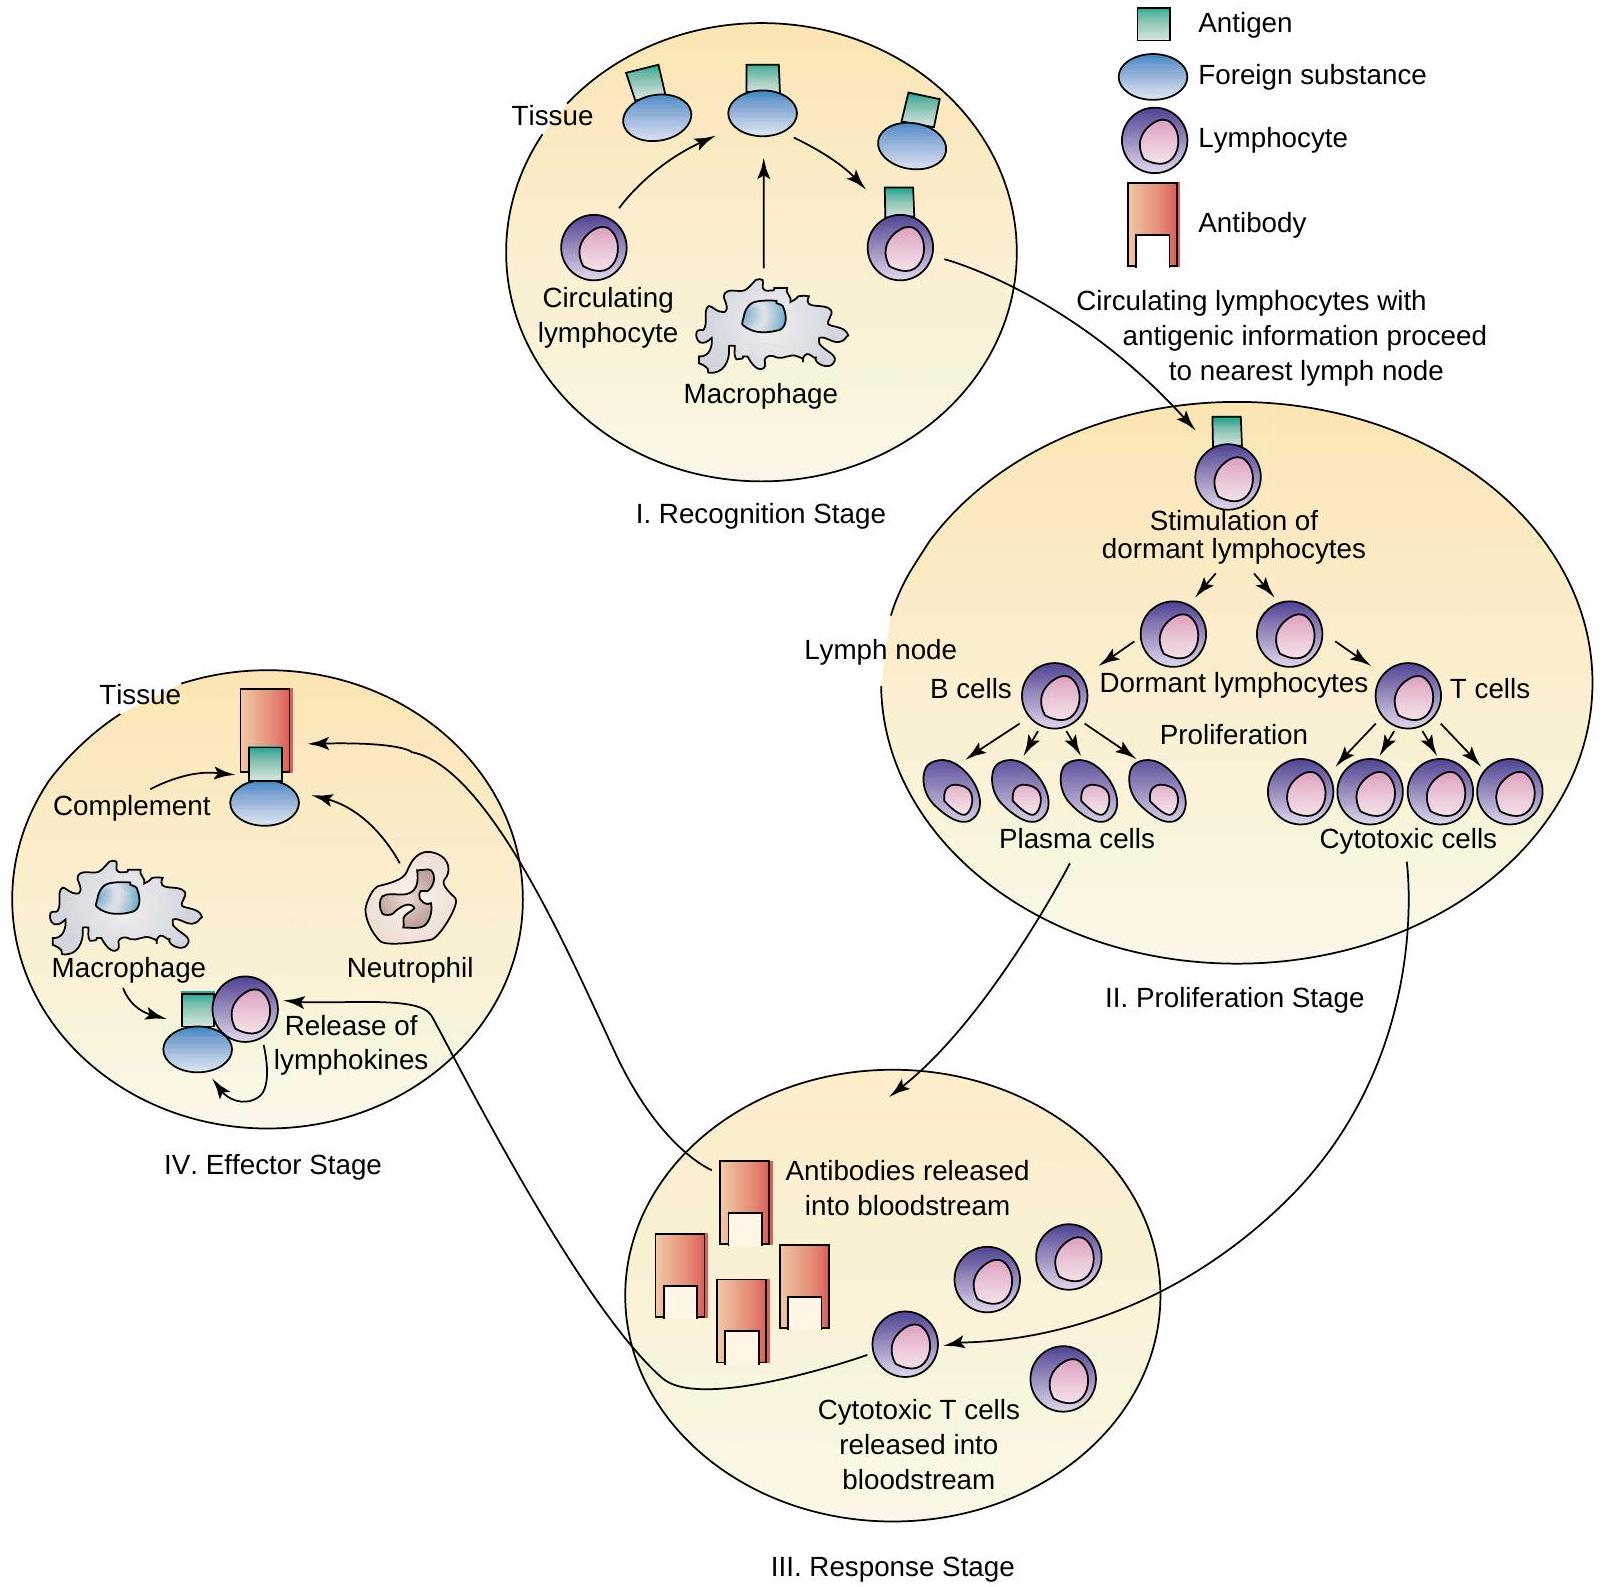 Antigen
Foreign substance
Lymphocyte
Antibody
Tissue
Circulating
lymphocyte
Macrophage
I. Recognition Stage
Circulating lymphocytes with
antigenic information proceed
to nearest lymph node
Stimulation of
dormant lymphocytes
Lymph node
B cells
Dormant lymphocytes
T cells
Proliferation
Plasma cells
Cytotoxic cells
II. Proliferation Stage
Tissue
Complement
Macrophage
Neutrophil
Release of
lymphokines
IV. Effector Stage
Antibodies released
into bloodstream
Cytotoxic T cells
released into
bloodstream
III. Response Stage